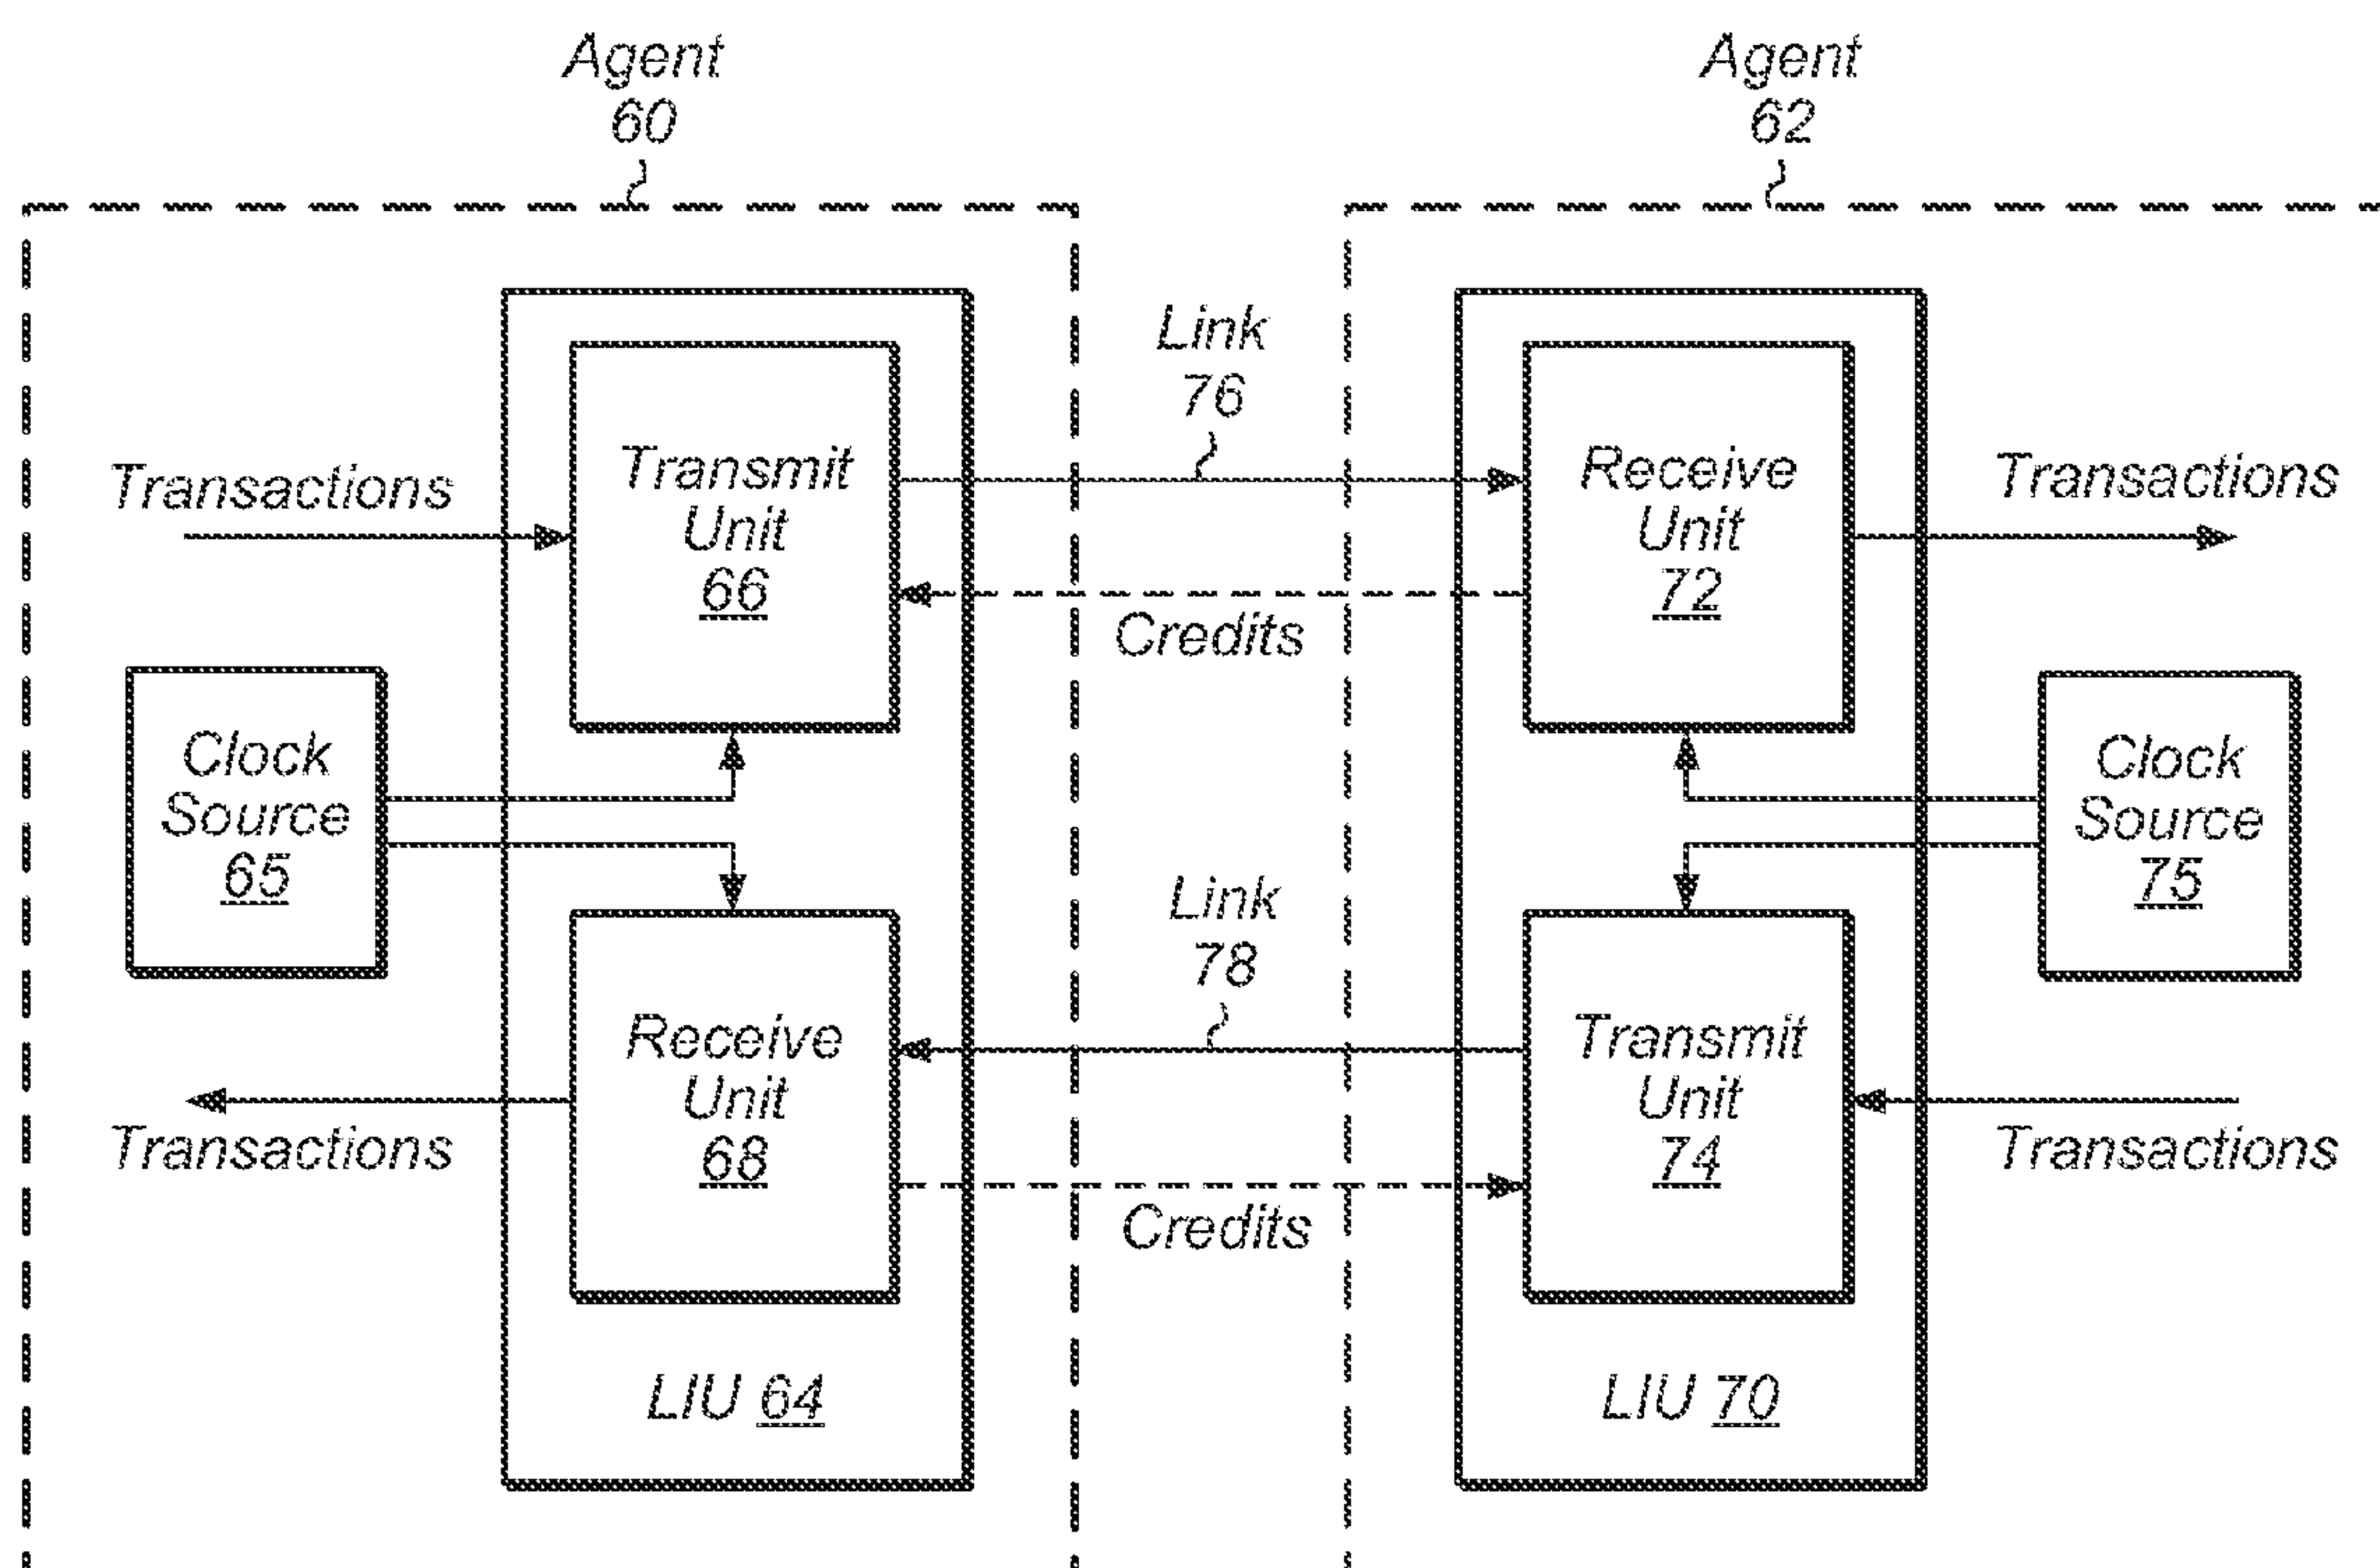 Agent
60
Agent
62
Link
76
Transmit
Unit
66
Receive
Unit
72
Transactions
Transactions
Credits
Clock
Source
65
Clock
Source
75
Link
78
Receive
Unit
68
Transmit
Unit
74
Transactions
Transactions
Credits
LIU 64
LIU 70